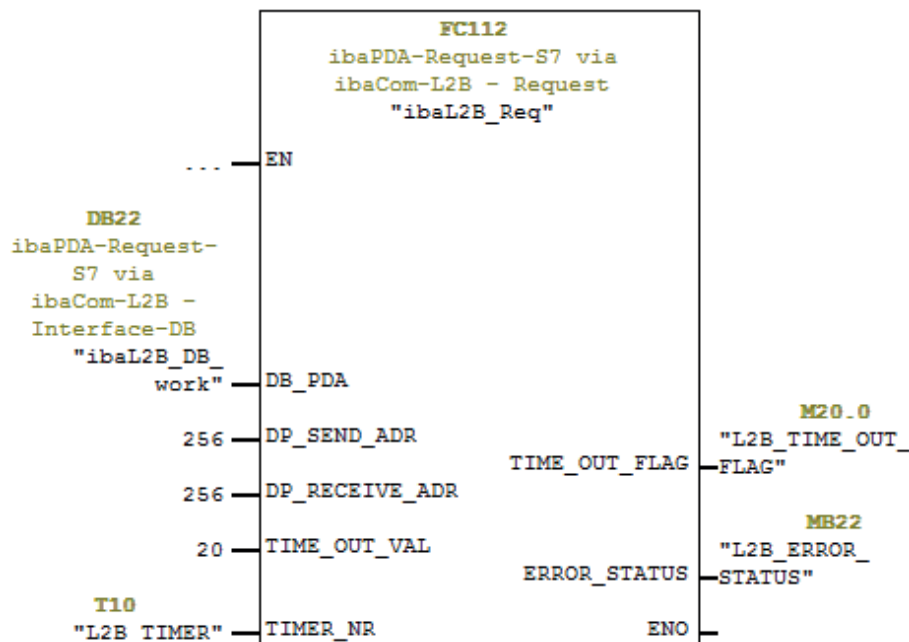 FC112
ibaPDA-Request-S7 via
ibaCom-L2B - Request
"ibaL2B_Req"
... EN
DB22
ibaPDA-Request-
S7 via
ibaCom-L2B -
Interface-DB
"ibaL2B_DB_
work" DB_PDA
256 DP_SEND_ADR
256 DP_RECEIVE_ADR
20 TIME_OUT_VAL
T10
"L2B_TIMER" TIMER_NR
M20.0
"L2B_TIME_OUT_
TIME_OUT_FLAG FLAG"
MB22
"L2B_ERROR_
ERROR_STATUS STATUS"
ENO